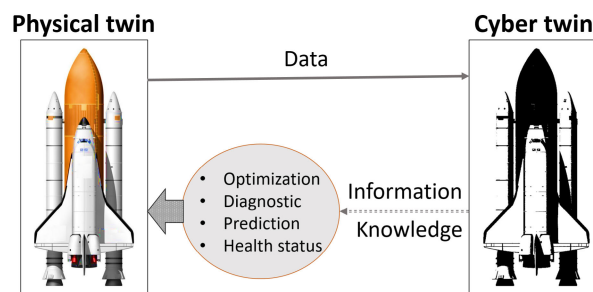 Physical twin
Cyber twin
Data
• Optimization
• Diagnostic
• Prediction
• Health status
Information
Knowledge